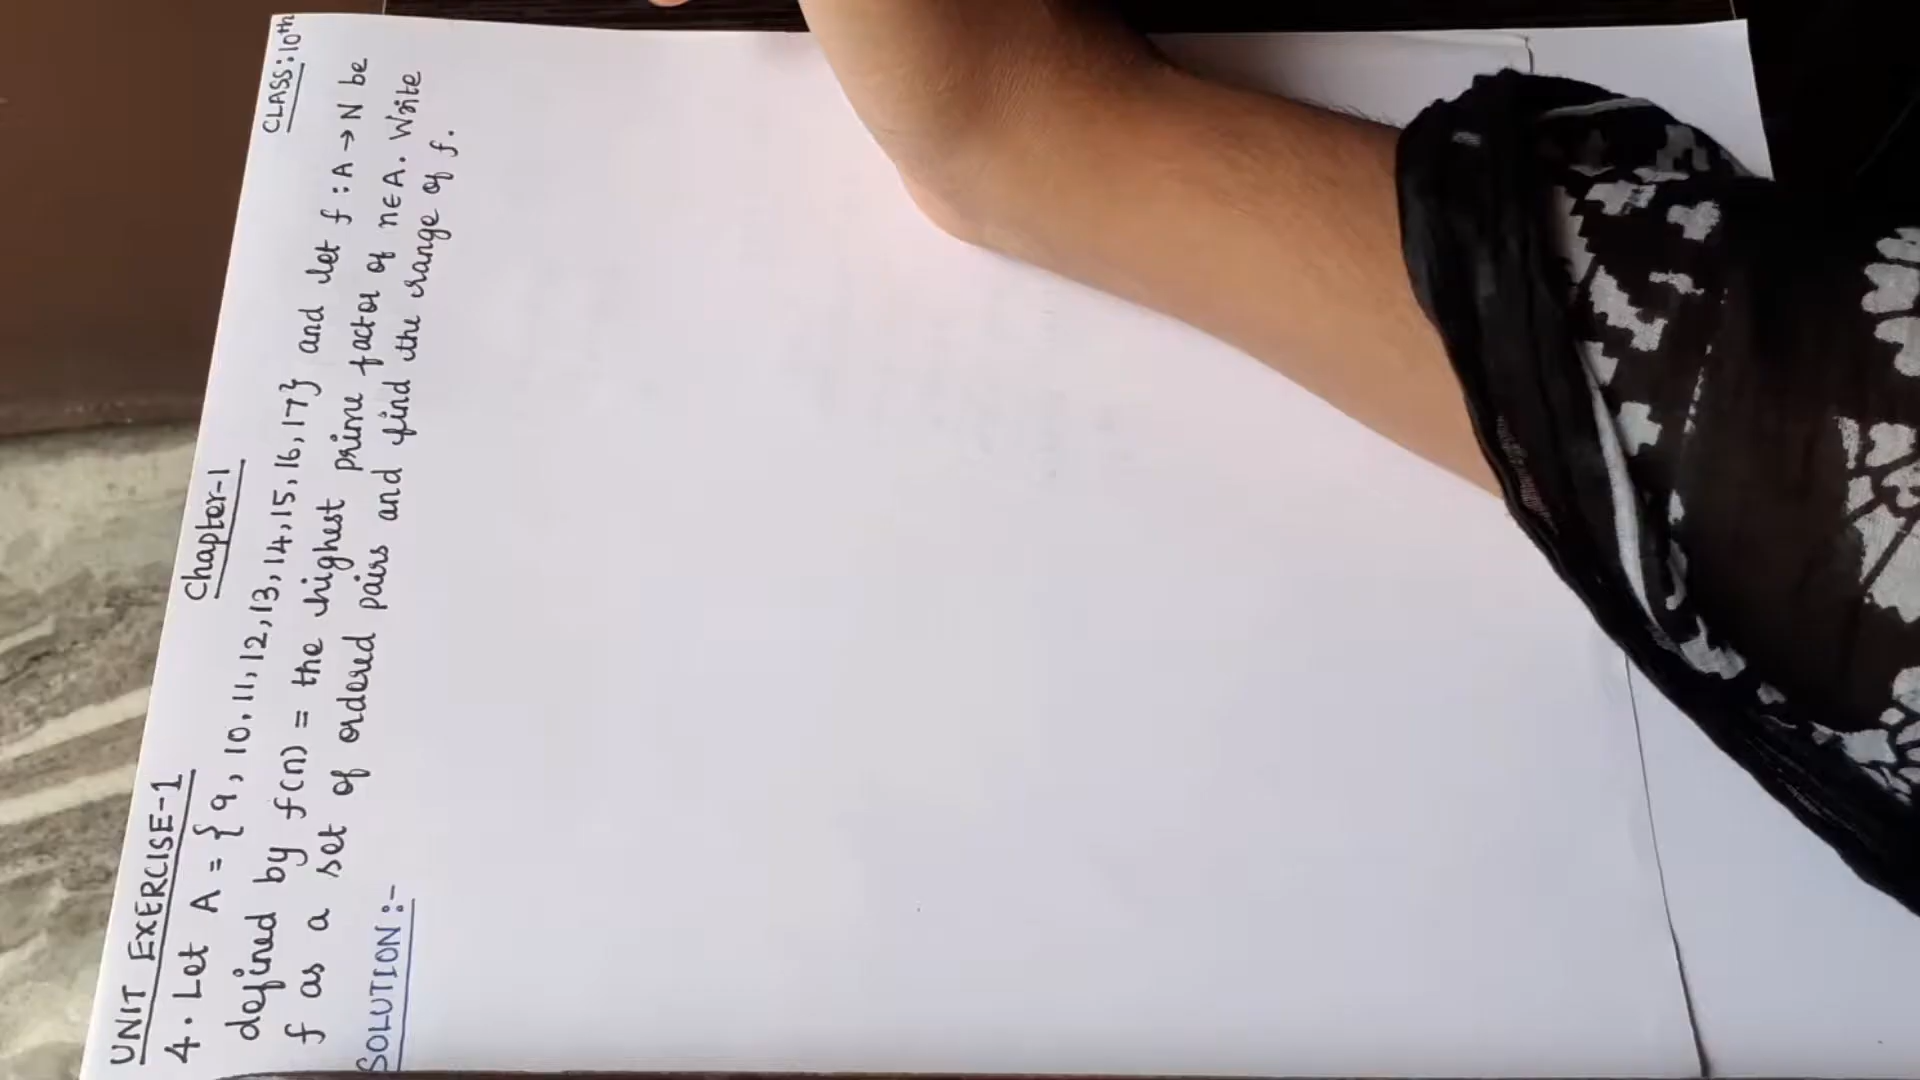 CLASS:10th
Chapter-1
UNIT EXERCISE-1
4. Let A = {9, 10, 11, 12, 13, 14, 15, 16, 17} and let f : A → N be
defined by f(n) = the highest prime factor of n∈A. Write
f as a set of ordered pairs and find the range of f.
SOLUTION:-